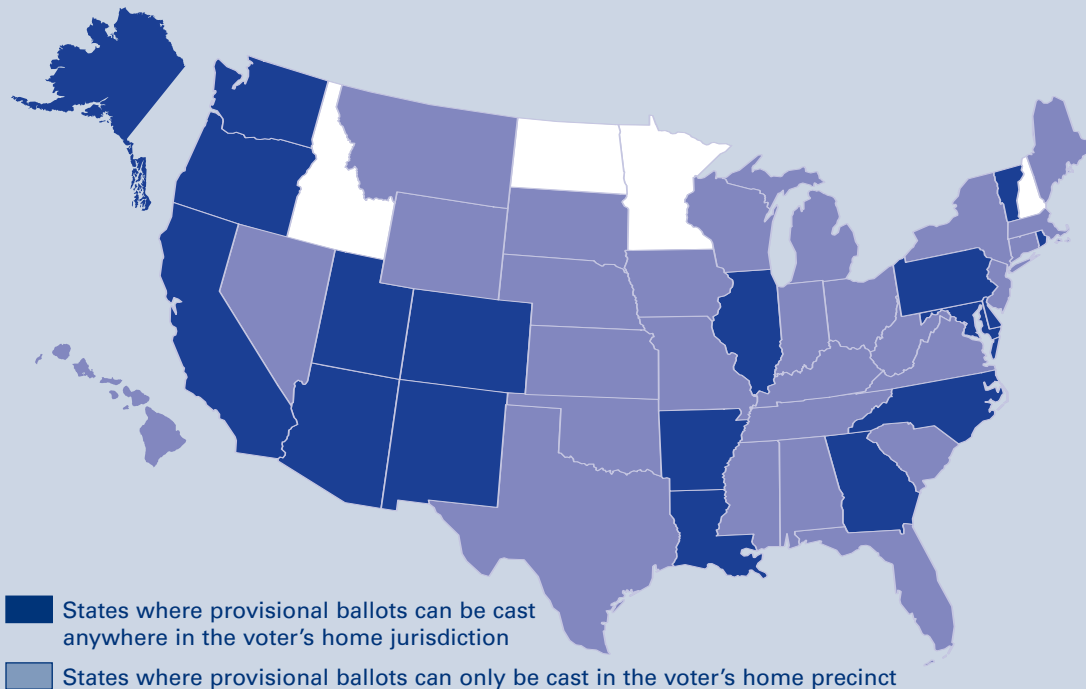 States where provisional ballots can be cast
anywhere in the voter’s home jurisdiction
States where provisional ballots can only be cast in the voter’s home precinct